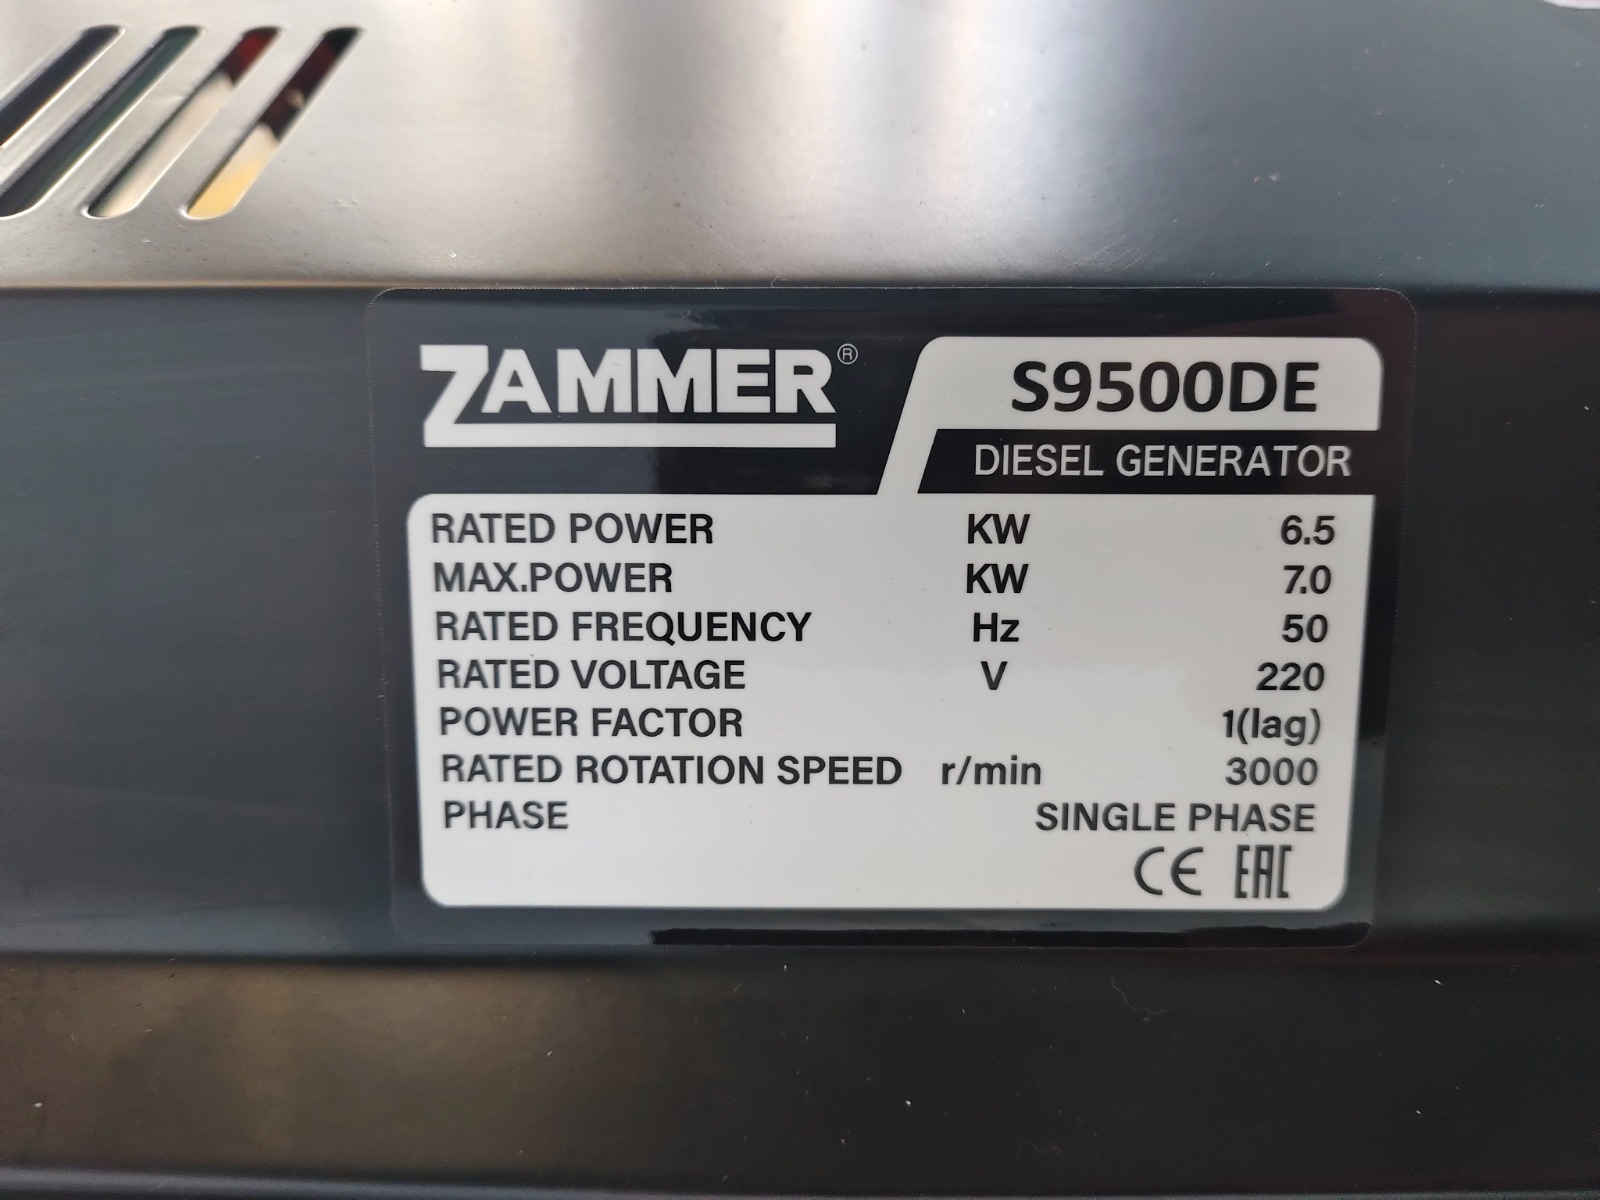 ZAMMER®
S9500DE
DIESEL GENERATOR
RATED POWER KW 6.5
MAX.POWER KW 7.0
RATED FREQUENCY Hz 50
RATED VOLTAGE V 220
POWER FACTOR 1(lag)
RATED ROTATION SPEED r/min 3000
PHASE SINGLE PHASE
CE EAC